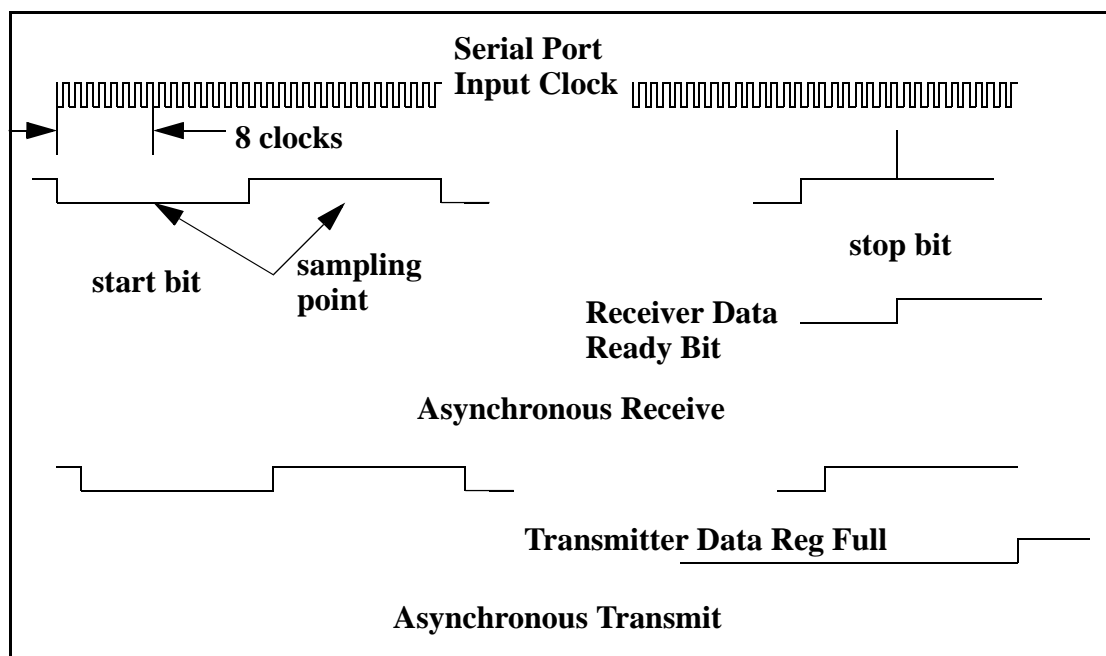 Serial Port
Input Clock
8 clocks
start bit
sampling
point
stop bit
Receiver Data
Ready Bit
Asynchronous Receive
Transmitter Data Reg Full
Asynchronous Transmit